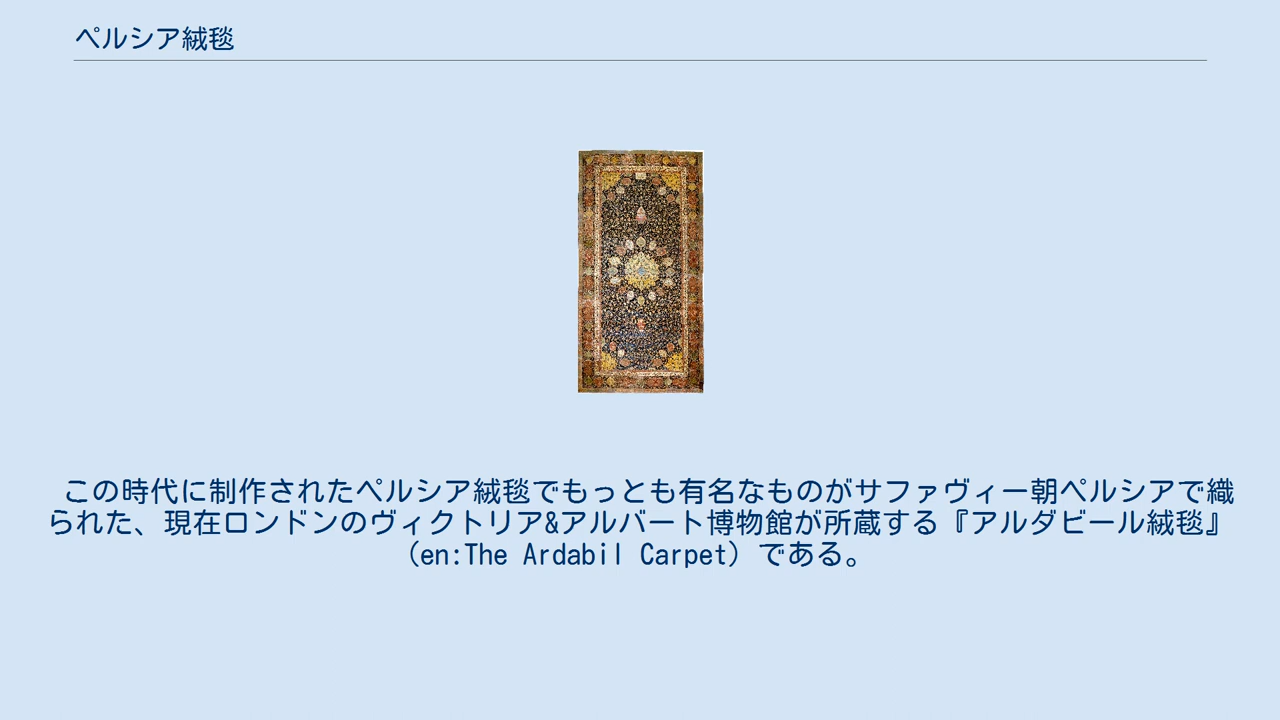 ペルシア絨毯
この時代に制作されたペルシア絨毯でもっとも有名なものがサファヴィー朝ペルシアで織
られた、現在ロンドンのヴィクトリア&アルバート博物館が所蔵する『アルダビール絨毯』
（en:The Ardabil Carpet）である。